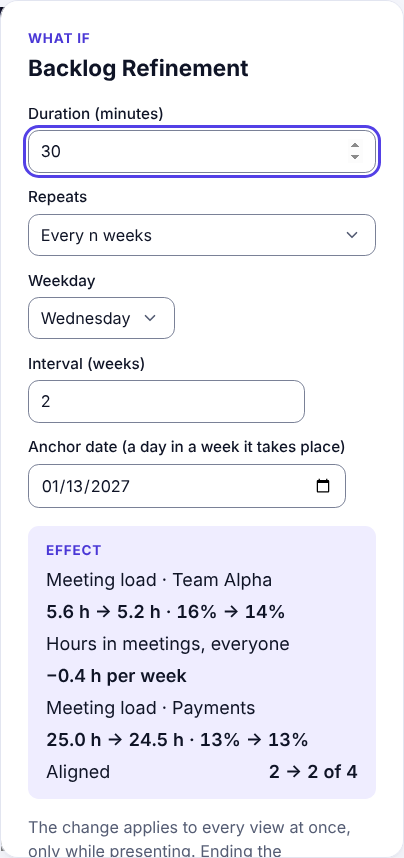 WHAT IF
Backlog Refinement
Duration (minutes)
30
Repeats
Every n weeks
Weekday
Wednesday
Interval (weeks)
2
Anchor date (a day in a week it takes place)
01/13/2027
EFFECT
Meeting load · Team Alpha
5.6 h → 5.2 h · 16% → 14%
Hours in meetings, everyone
−0.4 h per week
Meeting load · Payments
25.0 h → 24.5 h · 13% → 13%
Aligned 2 → 2 of 4
The change applies to every view at once,
only while presenting. Ending the